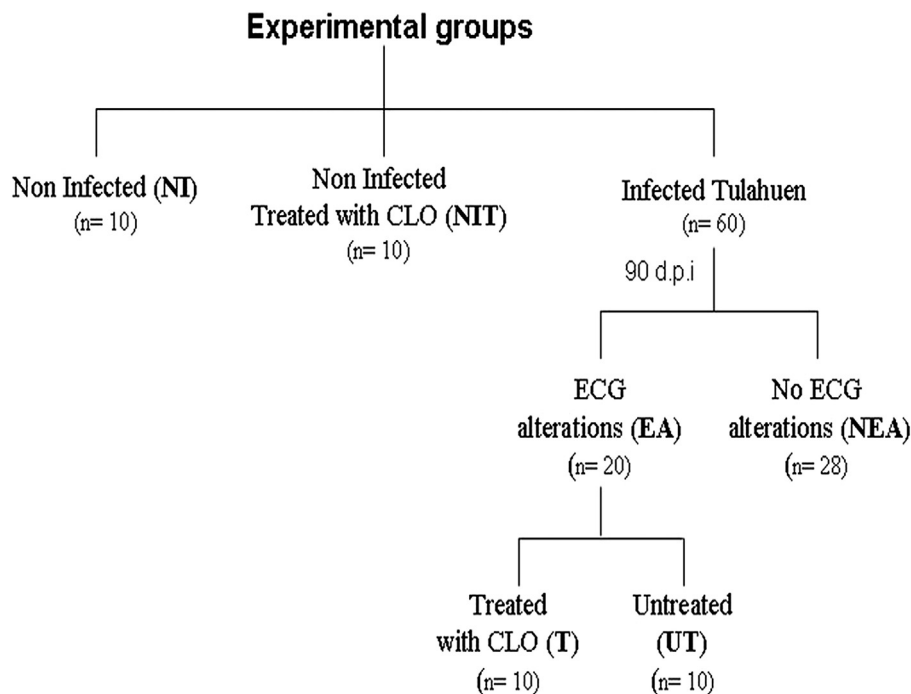 Experimental groups
Non Infected (NI)
(n= 10)
Non Infected
Treated with CLO (NIT)
(n= 10)
Infected Tulahuen
(n= 60)
90 d.p.i
ECG
alterations (EA)
(n= 20)
No ECG
alterations (NEA)
(n= 28)
Treated
with CLO (T)
(n= 10)
Untreated
(UT)
(n= 10)